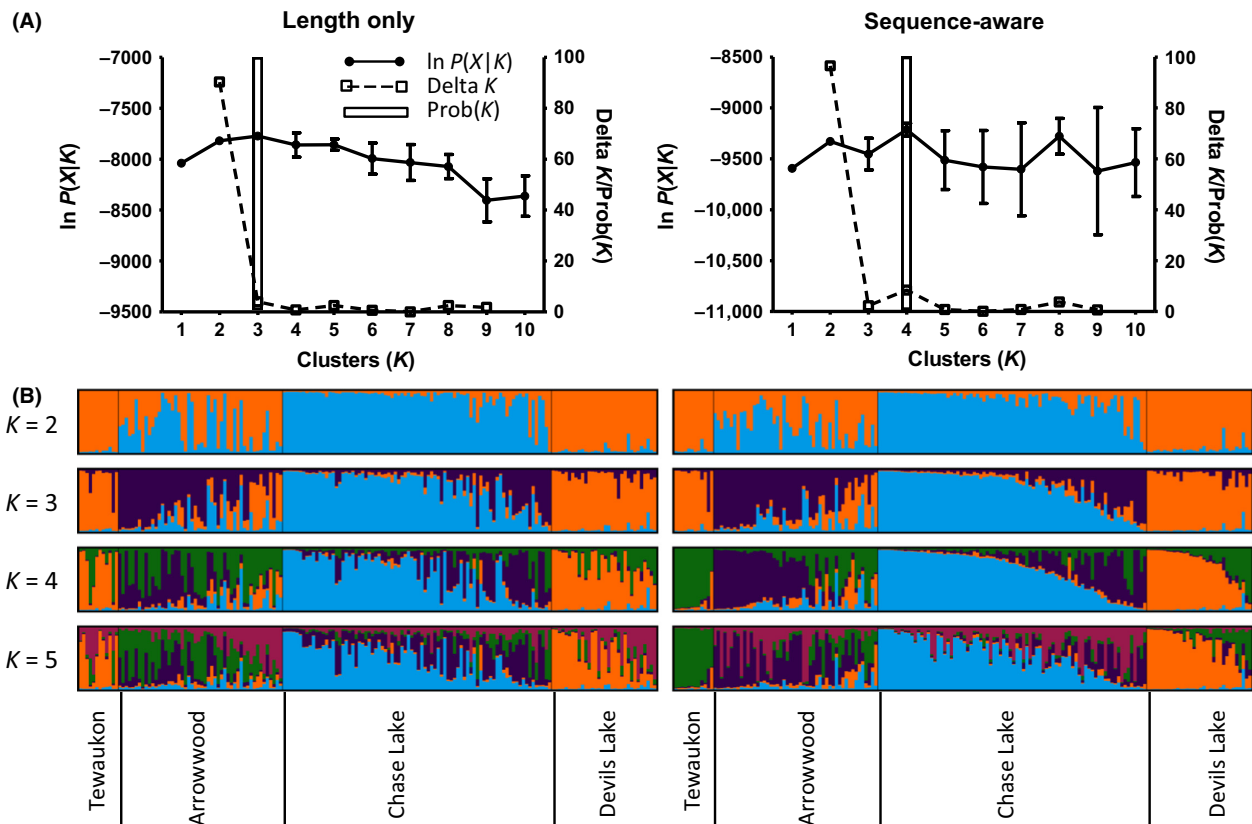 (A)
Length only
ln P(X|K)
–7000
–7500
–8000
–8500
–9000
–9500
100
80
60
40
20
0
Delta K/Prob(K)
ln P(X|K)
Delta K
Prob(K)
1 2 3 4 5 6 7 8 9 10
Clusters (K)
Sequence-aware
ln P(X|K)
–8500
–9000
–9500
–10,000
–10,500
–11,000
100
80
60
40
20
0
Delta K/Prob(K)
1 2 3 4 5 6 7 8 9 10
Clusters (K)
(B)
K = 2
K = 3
K = 4
K = 5
Tewaukon
Arrowwood
Chase Lake
Devils Lake
Tewaukon
Arrowwood
Chase Lake
Devils Lake